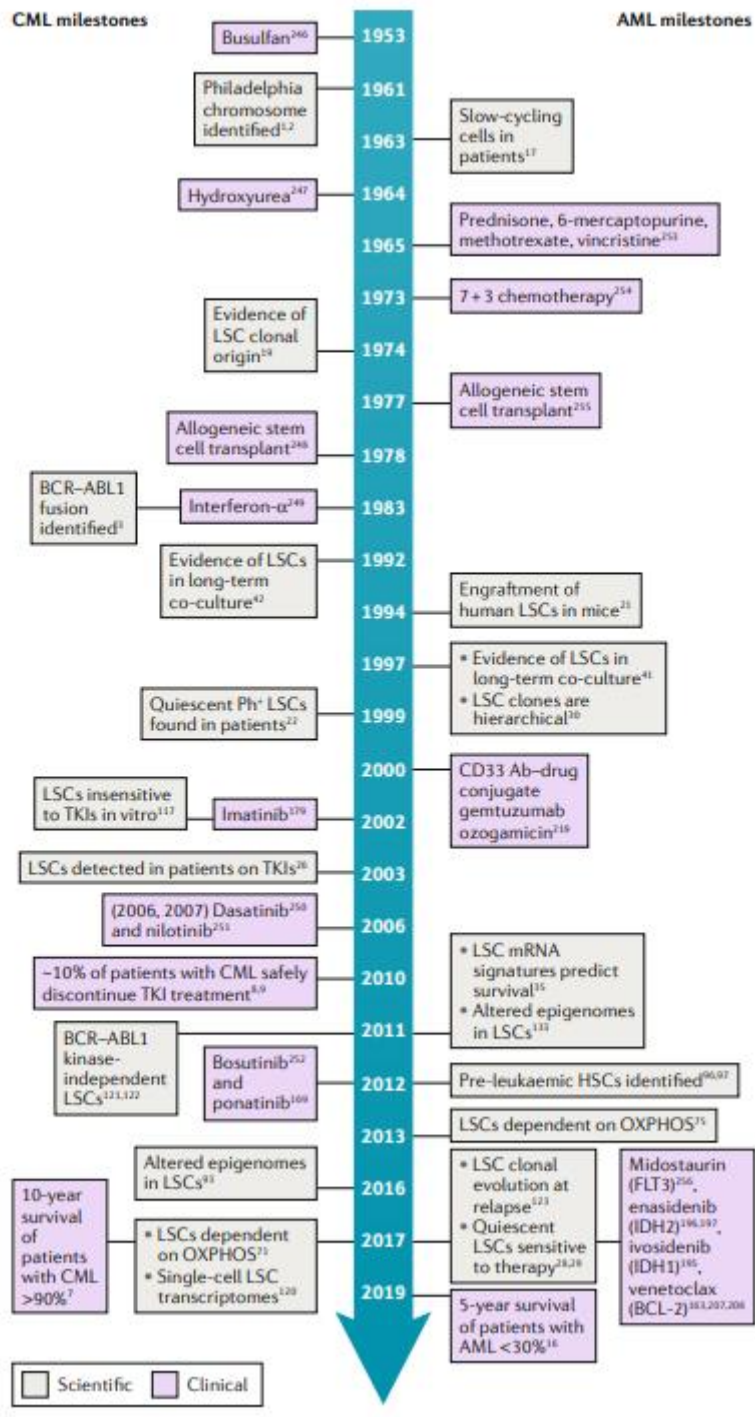 CML milestones
AML milestones
Busulfan²⁴⁶
1953
Philadelphia
chromosome
identified¹,²
1961
Slow-cycling
cells in
patients¹⁷
1963
Hydroxyurea²⁴⁷
1964
Prednisone, 6-mercaptopurine,
methotrexate, vincristine²⁵³
1965
1973
7 + 3 chemotherapy²⁵⁴
Evidence of
LSC clonal
origin¹⁹
1974
1977
Allogeneic stem
cell transplant²⁵⁵
Allogeneic stem
cell transplant²⁴⁸
1978
BCR–ABL1
fusion
identified³
Interferon-α²⁴⁹
1983
Evidence of LSCs
in long-term
co-culture⁴²
1992
Engraftment of
human LSCs in mice²¹
1994
1997
• Evidence of LSCs in
long-term co-culture⁴¹
• LSC clones are
hierarchical³⁰
Quiescent Ph⁺ LSCs
found in patients²²
1999
2000
CD33 Ab–drug
conjugate
gemtuzumab
ozogamicin²¹⁹
LSCs insensitive
to TKIs in vitro¹¹⁷
Imatinib¹⁷⁹
2002
LSCs detected in patients on TKIs²⁶
2003
(2006, 2007) Dasatinib²⁵⁰
and nilotinib²⁵¹
2006
~10% of patients with CML safely
discontinue TKI treatment⁸,⁹
2010
• LSC mRNA
signatures predict
survival³⁵
• Altered epigenomes
in LSCs¹³³
2011
BCR–ABL1
kinase-
independent
LSCs¹²¹,¹²²
Bosutinib²⁵²
and
ponatinib¹⁶⁹
2012
Pre-leukaemic HSCs identified⁹⁶,⁹⁷
2013
LSCs dependent on OXPHOS⁷⁵
Altered epigenomes
in LSCs⁹³
2016
10-year
survival
of
patients
with CML
>90%⁷
• LSCs dependent
on OXPHOS⁷¹
• Single-cell LSC
transcriptomes¹²⁰
2017
• LSC clonal
evolution at
relapse¹²³
• Quiescent
LSCs sensitive
to therapy²⁸,²⁹
Midostaurin
(FLT3)²⁵⁶,
enasidenib
(IDH2)¹⁹⁶,¹⁹⁷,
ivosidenib
(IDH1)¹⁹⁵,
venetoclax
(BCL-2)¹⁶³,²⁰⁷,²⁰⁸
2019
5-year survival
of patients with
AML <30%¹⁶
Scientific
Clinical